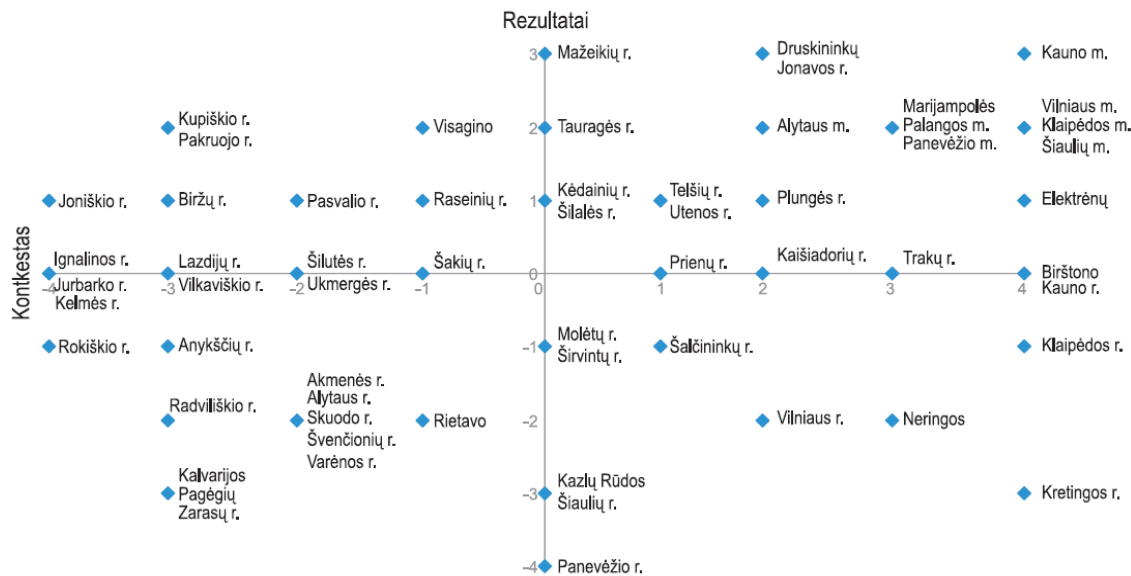 Rezultatai
3
Mažeikių r.
Druskininkų
Jonavos r.
Kauno m.
Kupiškio r.
Pakruojo r.
Visagino
2
Tauragės r.
Alytaus m.
Marijampolės
Palangos m.
Panevėžio m.
Vilniaus m.
Klaipėdos m.
Šiaulių m.
Joniškio r.
Biržų r.
Pasvalio r.
Raseinių r.
1
Kėdainių r.
Šilalės r.
Telšių r.
Utenos r.
Plungės r.
Elektrėnų
Kontkestas
Ignalinos r.
Jurbarko r.
Kelmės r.
Lazdijų r.
Vilkaviškio r.
Šilutės r.
Ukmergės r.
Šakių r.
0
Prienų r.
Kaišiadorių r.
Trakų r.
Birštono
Kauno r.
-4
-3
-2
-1
0
1
2
3
4
Rokiškio r.
Anykščių r.
-1
Molėtų r.
Širvintų r.
Šalčininkų r.
Klaipėdos r.
Radviliškio r.
Akmenės r.
Alytaus r.
Skuodo r.
Švenčionių r.
Varėnos r.
Rietavo
-2
Vilniaus r.
Neringos
Kalvarijos
Pagėgių
Zarasų r.
-3
Kazlų Rūdos
Šiaulių r.
Kretingos r.
-4
Panevėžio r.